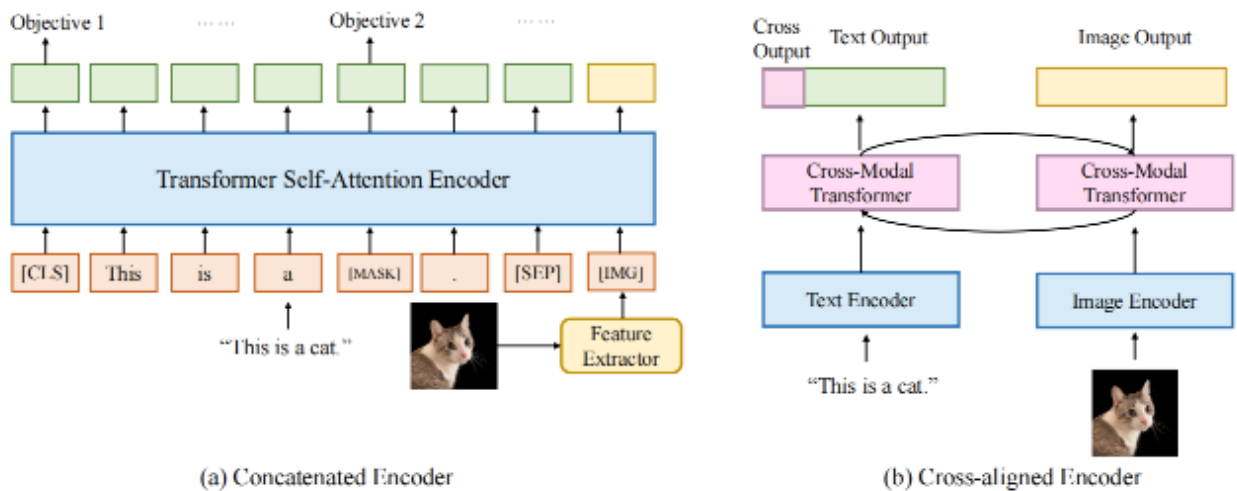 Objective 1 ...... Objective 2 ......
Transformer Self-Attention Encoder
[CLS] This is a [MASK] . [SEP] [IMG]
“This is a cat.”
Feature
Extractor
(a) Concatenated Encoder
Cross
Output
Text Output
Image Output
Cross-Modal
Transformer
Cross-Modal
Transformer
Text Encoder
Image Encoder
“This is a cat.”
(b) Cross-aligned Encoder